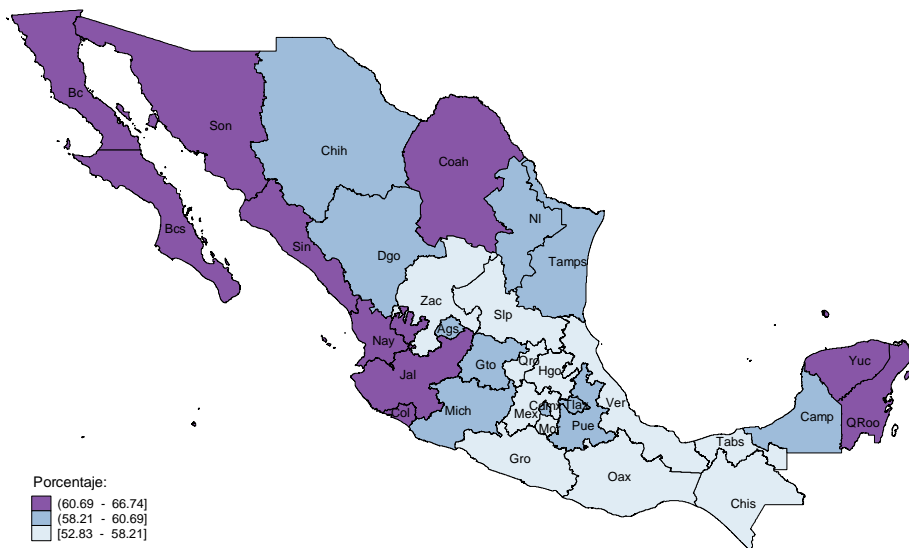 Bc
Son
Chih
Coah
Bcs
Sin
Nl
Dgo
Tamps
Zac
Slp
Ags
Nay
Jal
Gto
Qro
Hgo
Yuc
Col
Mich
Mex
Cdmx
Tlax
Ver
Camp
QRoo
Mor
Pue
Tabs
Gro
Oax
Chis
Porcentaje:
(60.69 - 66.74]
(58.21 - 60.69]
[52.83 - 58.21]